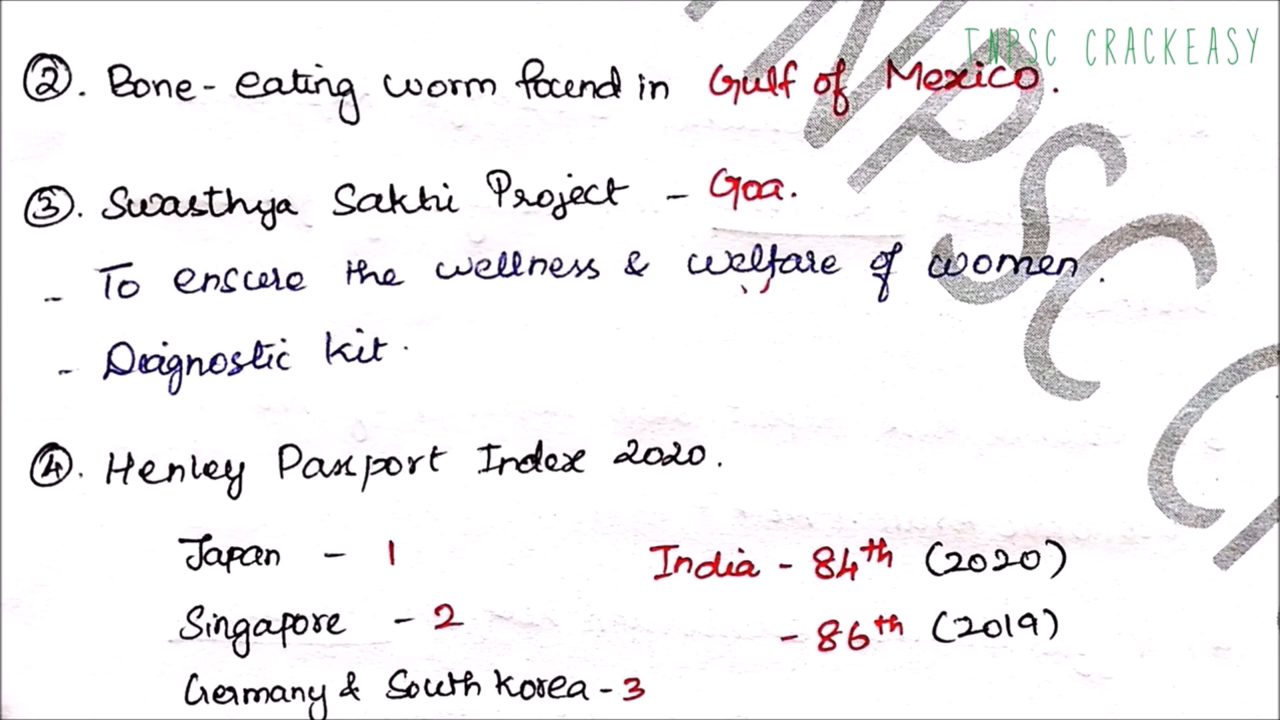 TNPSC CRACKEASY
②. Bone-eating worm found in Gulf of Mexico.
③. Swasthya Sakhi Project - Goa.
- To ensure the wellness & welfare of women.
- Diagnostic kit.
④. Henley Passport Index 2020.
Japan - 1
India - 84th (2020)
Singapore - 2
- 86th (2019)
Germany & South Korea - 3
NPSC C